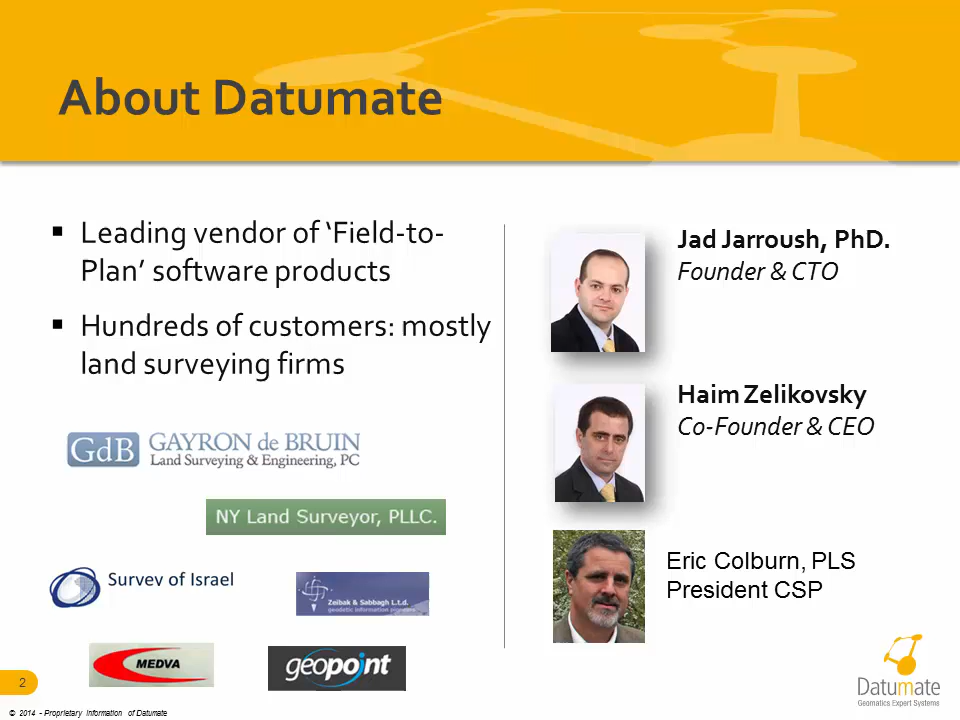 About Datumate
▪ Leading vendor of ‘Field-to-
Plan’ software products
▪ Hundreds of customers: mostly
land surveying firms
GdB GAYRON de BRUIN
Land Surveying & Engineering, PC
NY Land Surveyor, PLLC.
Survey of Israel
Zeibak & Sabbagh L.t.d.
geodetic information
MEDVA
geopoint
Jad Jarroush, PhD.
Founder & CTO
Haim Zelikovsky
Co-Founder & CEO
Eric Colburn, PLS
President CSP
Datumate
Geomatics Expert Systems
2
© 2014 - Proprietary Information of Datumate